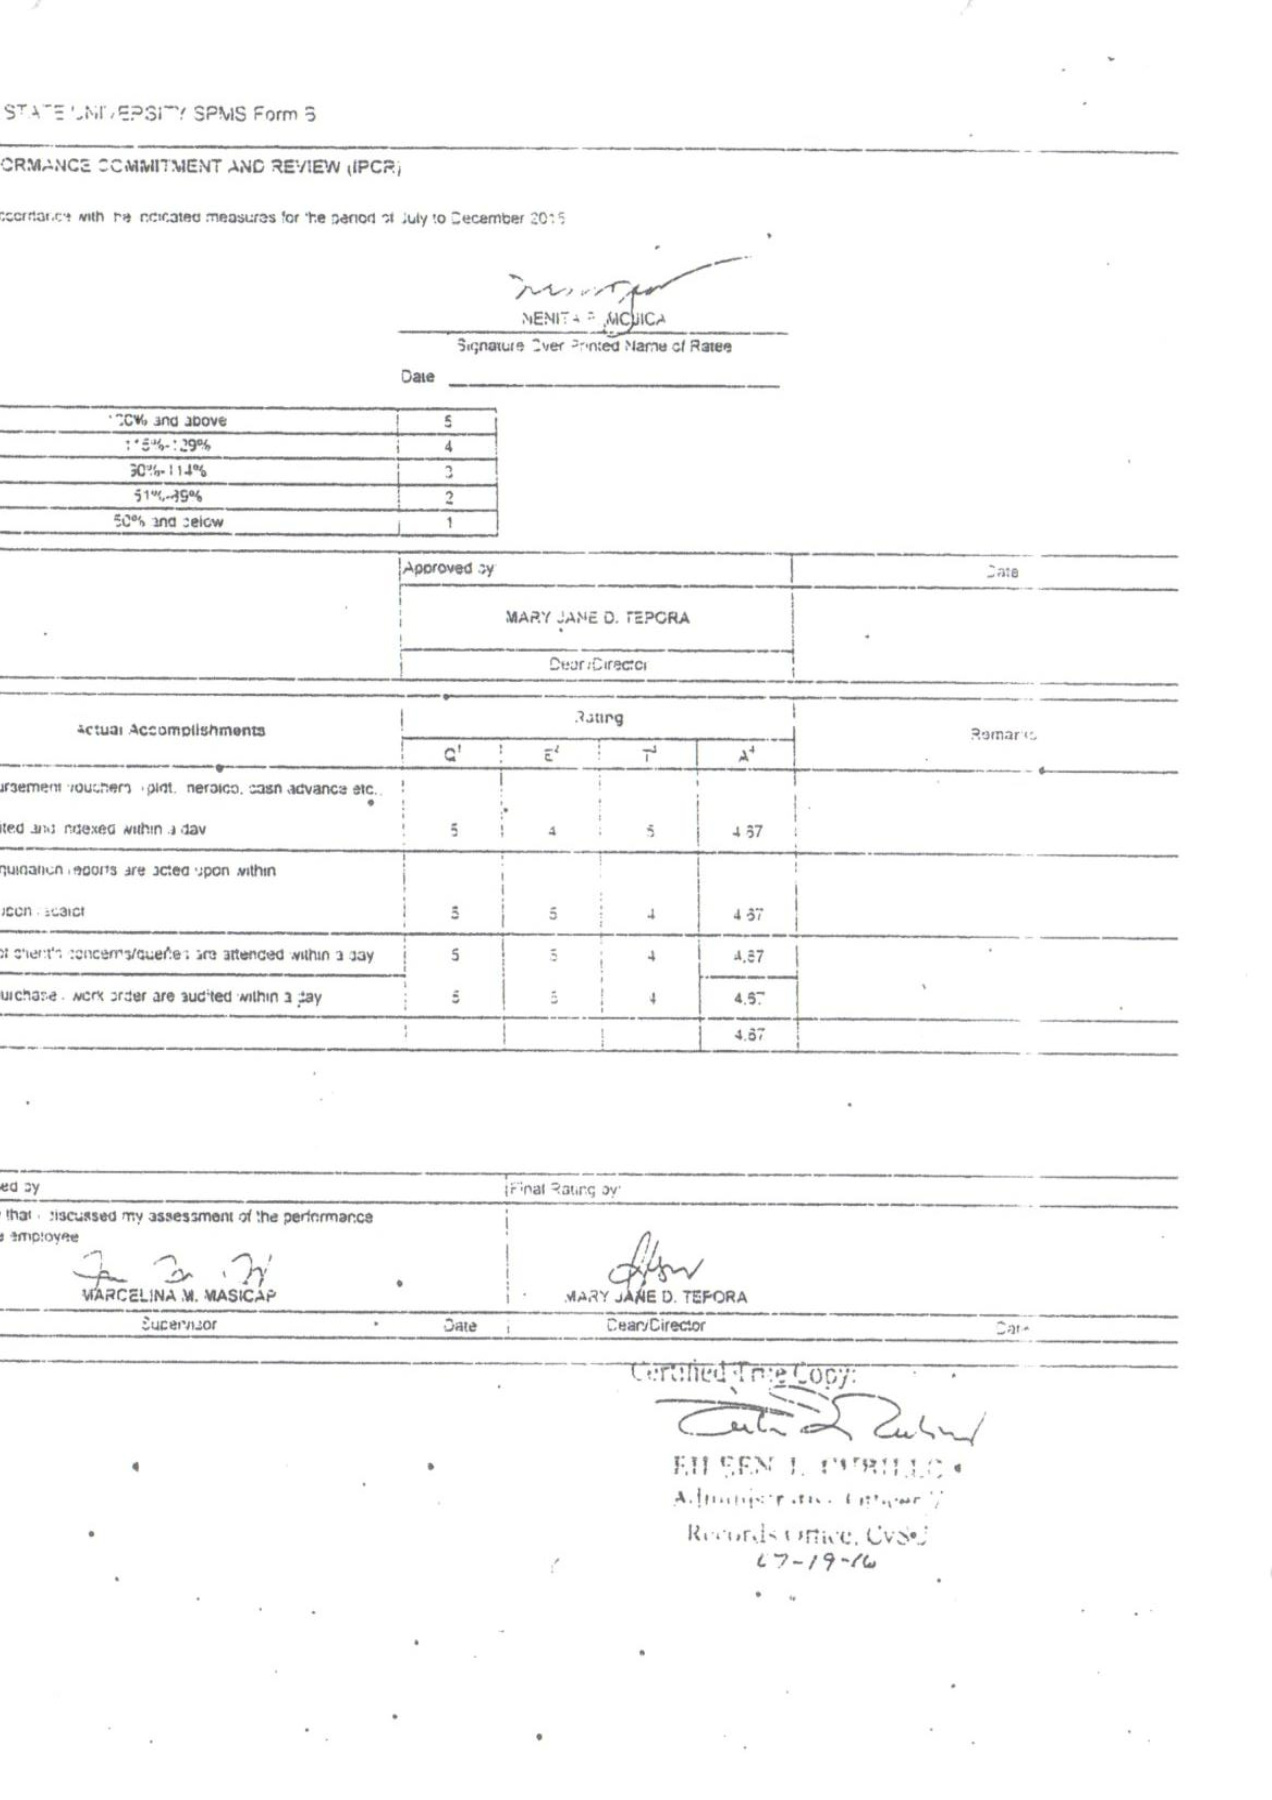 STATE UNIVERSITY SPMS Form 6
ORMANCE COMMITMENT AND REVIEW (IPCR)
ccordance with the indicated measures for the period of July to December 2015
NENITA P. MOJICA
Signature Over Printed Name of Ratee
Date
and above 5
115%-129% 4
90%-114% 3
51%-89% 2
50% and below 1
Approved by Date
MARY JANE D. TEPORA
Dean/Director
Actual Accomplishments Rating Remarks
Q¹ E² T³ A⁴
ursement vouchers (pldt, meralco, cash advance etc.,
ited and indexed within a day 5 4 5 4.67
quidation reports are acted upon within
upon receipt 5 5 4 4.67
of client's concerns/queries are attended within a day 5 5 4 4.67
urchase, work order are audited within a day 5 5 4 4.67
4.67
ed by Final Rating by:
that I discussed my assessment of the performance
e employee
MARCELINA M. MASICAP MARY JANE D. TEPORA
Supervisor Date Dean/Director Date
Certified True Copy:
EILEEN L. CUBILLO
Administrative Officer V
Records Office, CvSU
07-19-16